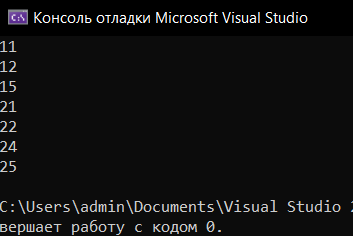 C:\ Консоль отладки Microsoft Visual Studio
11
12
15
21
22
24
25
C:\Users\admin\Documents\Visual Studio 2
вершает работу с кодом 0.